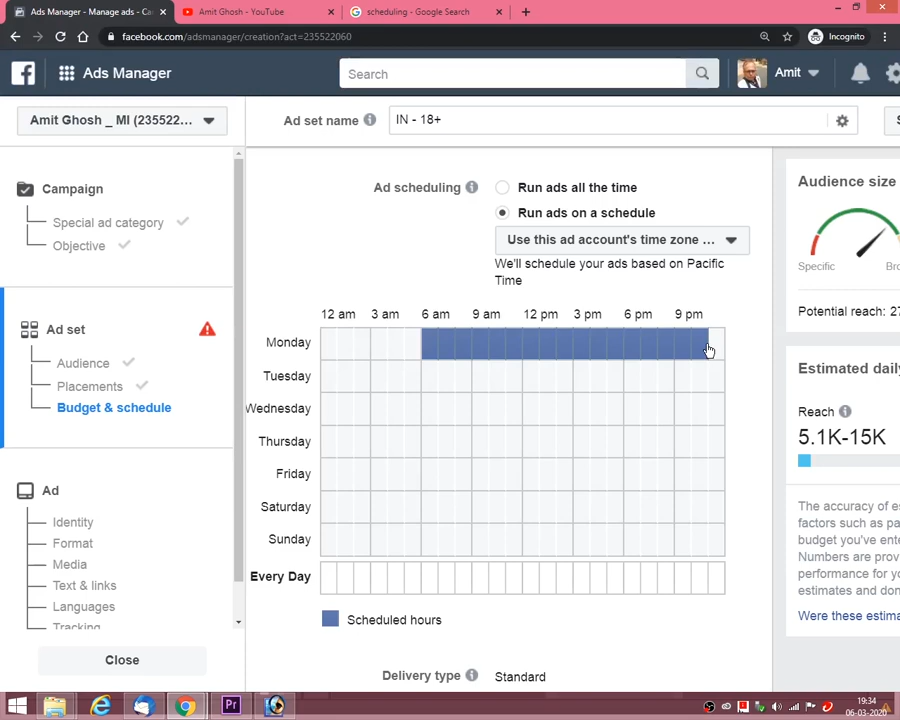 Ads Manager - Manage ads - Ca
Amit Ghosh - YouTube
scheduling - Google Search
facebook.com/adsmanager/creation?act=235522060
Incognito
Ads Manager
Search
Amit
Amit Ghosh _ MI (235522...
Ad set name
IN - 18+
Campaign
Special ad category
Objective
Ad set
Audience
Placements
Budget & schedule
Ad
Identity
Format
Media
Text & links
Languages
Tracking
Close
Ad scheduling
Run ads all the time
Run ads on a schedule
Use this ad account's time zone ...
We'll schedule your ads based on Pacific
Time
12 am 3 am 6 am 9 am 12 pm 3 pm 6 pm 9 pm
Monday
Tuesday
Wednesday
Thursday
Friday
Saturday
Sunday
Every Day
Scheduled hours
Delivery type
Standard
Audience size
Specific
Bro
Potential reach: 27
Estimated daily
Reach
5.1K-15K
The accuracy of es
factors such as pa
budget you've ente
Numbers are prov
performance for yo
estimates and don
Were these estima
Pr
19:34
06-03-2020